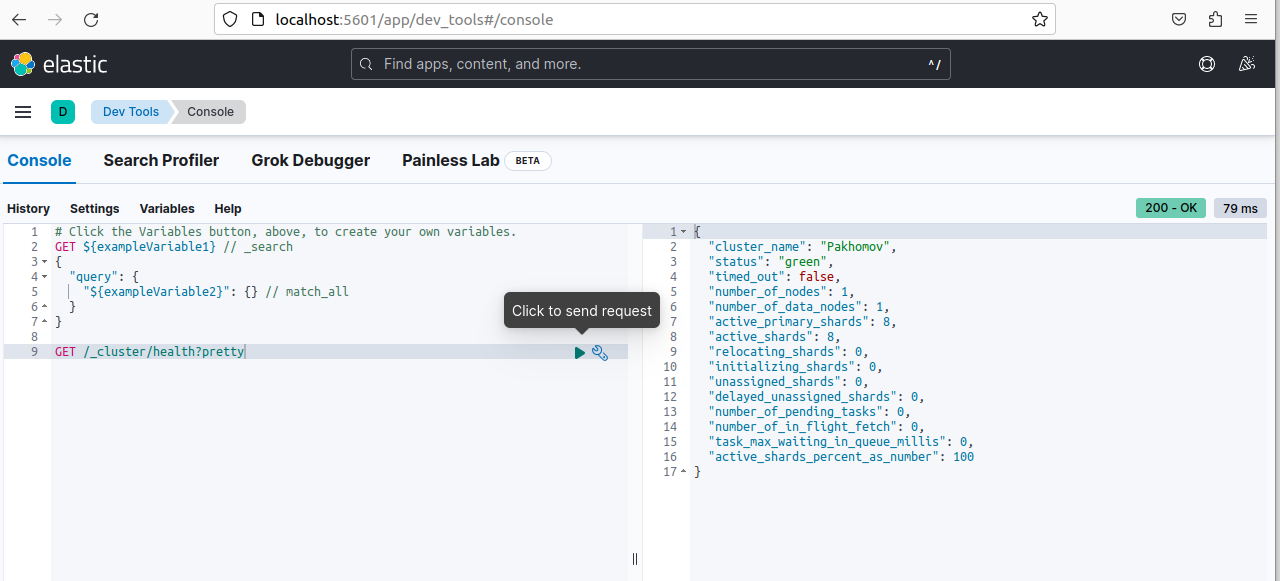 localhost:5601/app/dev_tools#/console
elastic
Find apps, content, and more.
^/
D
Dev Tools
Console
Console
Search Profiler
Grok Debugger
Painless Lab
BETA
History
Settings
Variables
Help
200 - OK
79 ms
1 # Click the Variables button, above, to create your own variables.
2 GET ${exampleVariable1} // _search
3 {
4 "query": {
5 "${exampleVariable2}": {} // match_all
6 }
7 }
8
9 GET /_cluster/health?pretty
Click to send request
1 {
2 "cluster_name": "Pakhomov",
3 "status": "green",
4 "timed_out": false,
5 "number_of_nodes": 1,
6 "number_of_data_nodes": 1,
7 "active_primary_shards": 8,
8 "active_shards": 8,
9 "relocating_shards": 0,
10 "initializing_shards": 0,
11 "unassigned_shards": 0,
12 "delayed_unassigned_shards": 0,
13 "number_of_pending_tasks": 0,
14 "number_of_in_flight_fetch": 0,
15 "task_max_waiting_in_queue_millis": 0,
16 "active_shards_percent_as_number": 100
17 }